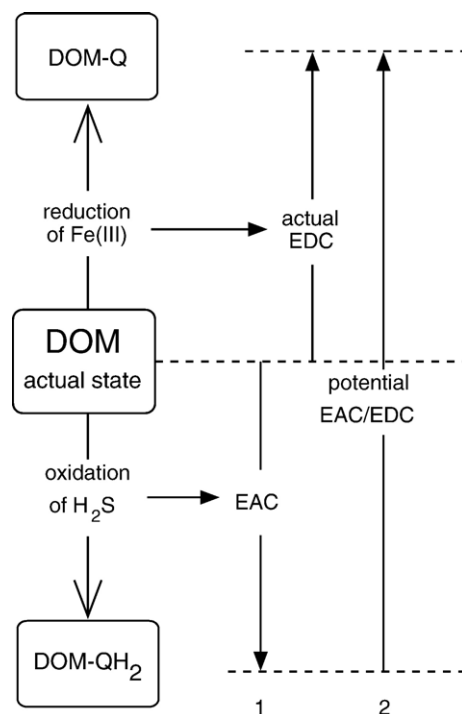 DOM-Q
reduction
of Fe(III)
actual
EDC
DOM
actual state
potential
EAC/EDC
oxidation
of H₂S
EAC
DOM-QH₂
1
2